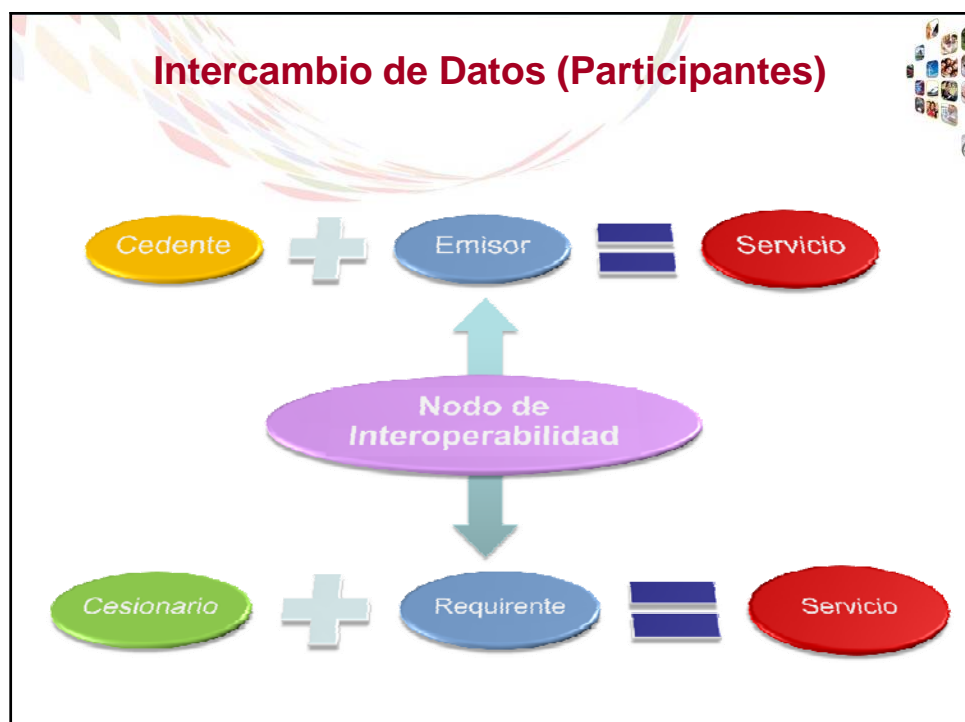 Intercambio de Datos (Participantes)
Cedente
Emisor
Servicio
Nodo de
Interoperabilidad
Cesionario
Requirente
Servicio